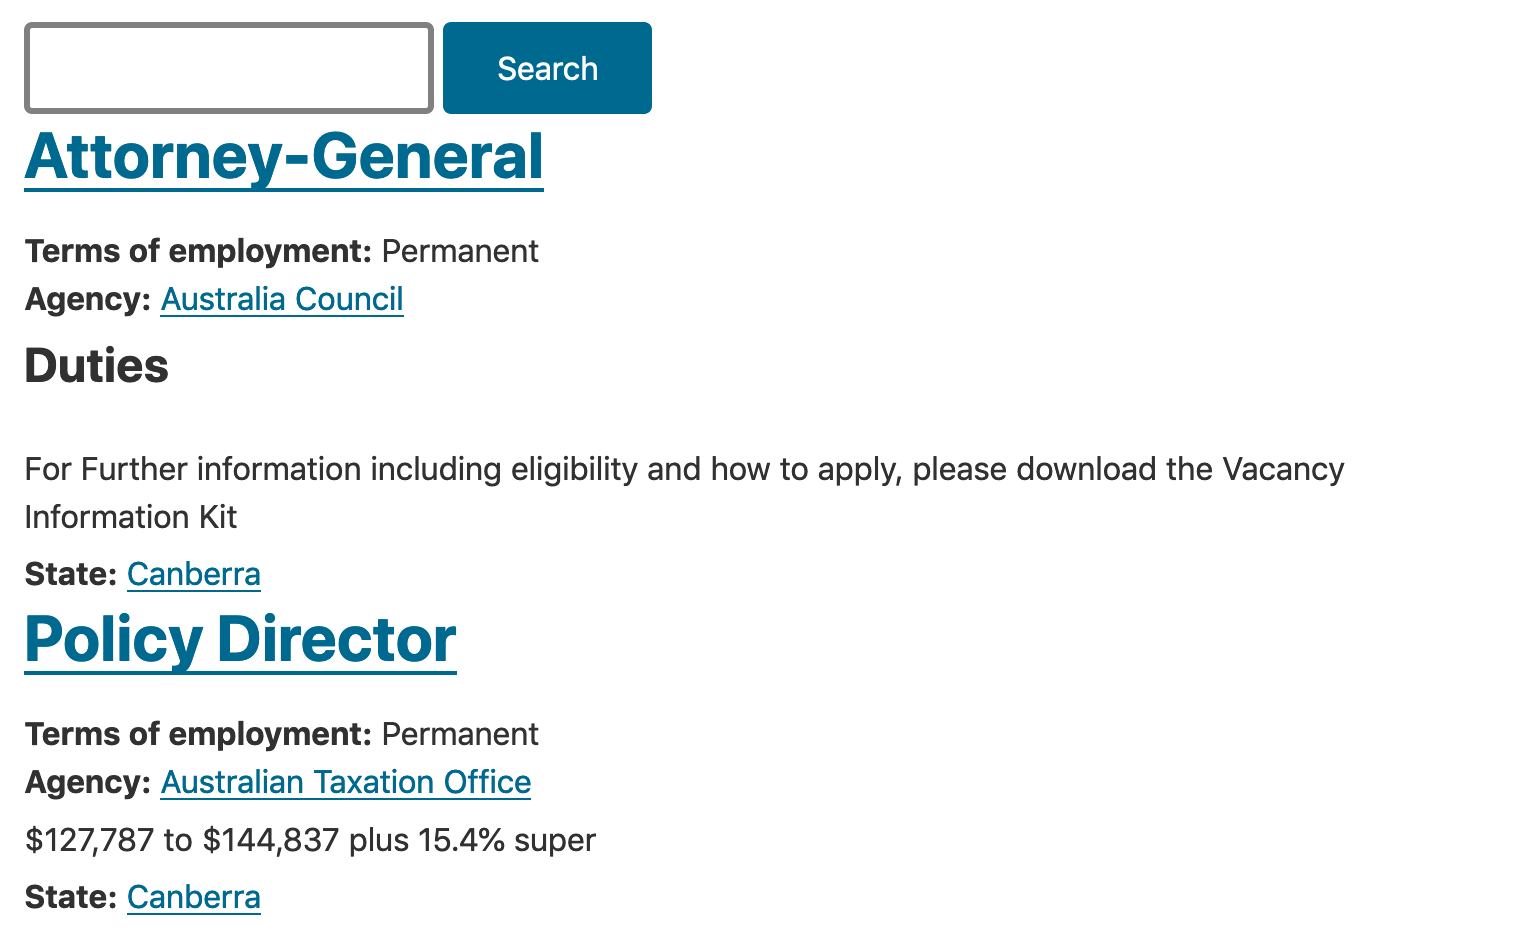 Search
Attorney-General
Terms of employment: Permanent
Agency: Australia Council
Duties
For Further information including eligibility and how to apply, please download the Vacancy
Information Kit
State: Canberra
Policy Director
Terms of employment: Permanent
Agency: Australian Taxation Office
$127,787 to $144,837 plus 15.4% super
State: Canberra